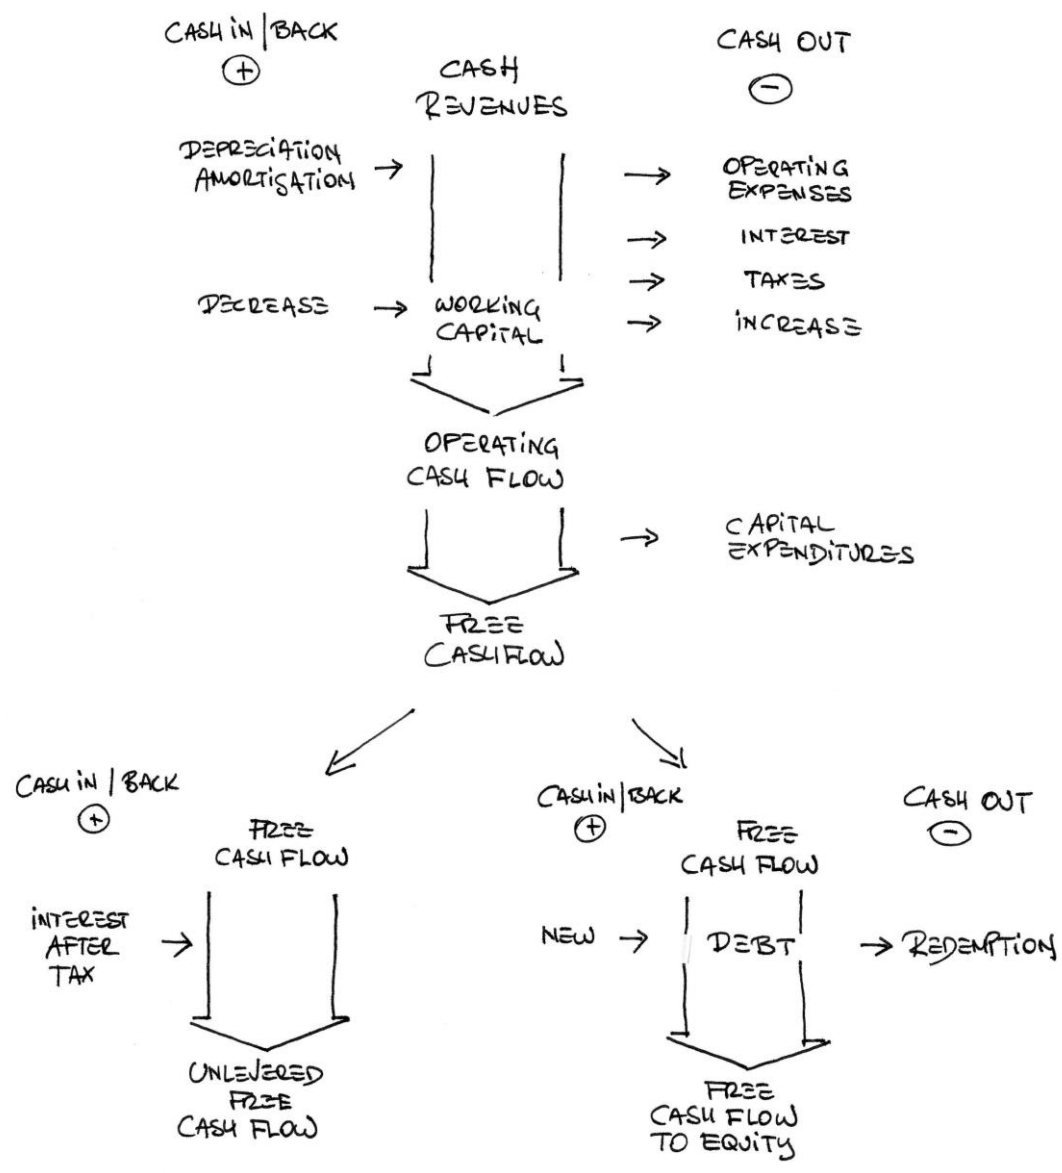 CASH IN / BACK
+
CASH OUT
-
CASH
REVENUES
DEPRECIATION
AMORTISATION
OPERATING
EXPENSES
INTEREST
TAXES
DECREASE
WORKING
CAPITAL
INCREASE
OPERATING
CASH FLOW
CAPITAL
EXPENDITURES
FREE
CASHFLOW
CASH IN / BACK
+
FREE
CASH FLOW
INTEREST
AFTER
TAX
UNLEVERED
FREE
CASH FLOW
CASH IN / BACK
+
CASH OUT
-
FREE
CASH FLOW
NEW
DEBT
REDEMPTION
FREE
CASH FLOW
TO EQUITY